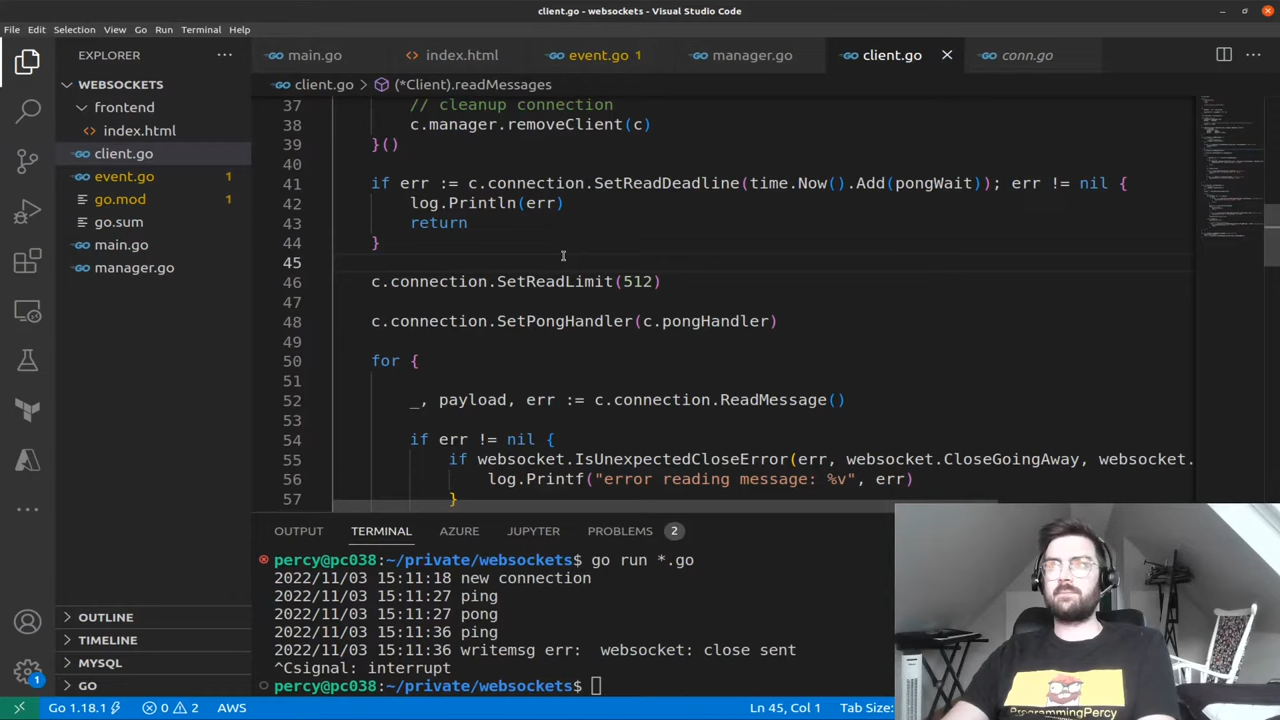 client.go - websockets - Visual Studio Code
File Edit Selection View Go Run Terminal Help
EXPLORER
main.go
index.html
event.go 1
manager.go
client.go
conn.go
WEBSOCKETS
client.go > (*Client).readMessages
frontend
index.html
client.go
event.go 1
go.mod 1
go.sum
main.go
manager.go
37 // cleanup connection
38 c.manager.removeClient(c)
39 }()
40
41 if err := c.connection.SetReadDeadline(time.Now().Add(pongWait)); err != nil {
42 log.Println(err)
43 return
44 }
45
46 c.connection.SetReadLimit(512)
47
48 c.connection.SetPongHandler(c.pongHandler)
49
50 for {
51
52 _, payload, err := c.connection.ReadMessage()
53
54 if err != nil {
55 if websocket.IsUnexpectedCloseError(err, websocket.CloseGoingAway, websocket.
56 log.Printf("error reading message: %v", err)
57 }
OUTPUT TERMINAL AZURE JUPYTER PROBLEMS 2
percy@pc038:~/private/websockets$ go run *.go
2022/11/03 15:11:18 new connection
2022/11/03 15:11:27 ping
2022/11/03 15:11:27 pong
2022/11/03 15:11:36 ping
2022/11/03 15:11:36 writemsg err:  websocket: close sent
^Csignal: interrupt
percy@pc038:~/private/websockets$
OUTLINE
TIMELINE
MYSQL
GO
1
Go 1.18.1 0 2 AWS
Ln 45, Col 1 Tab Size:
ProgrammingPercy